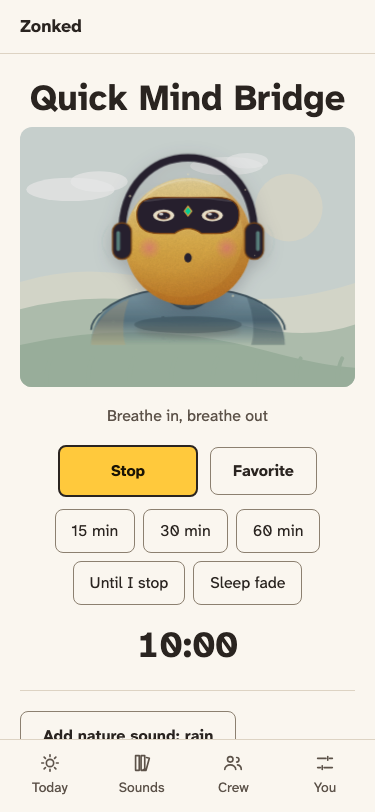 Zonked
Quick Mind Bridge
Breathe in, breathe out
Stop
Favorite
15 min
30 min
60 min
Until I stop
Sleep fade
10:00
Add nature sound: rain
Today
Sounds
Crew
You